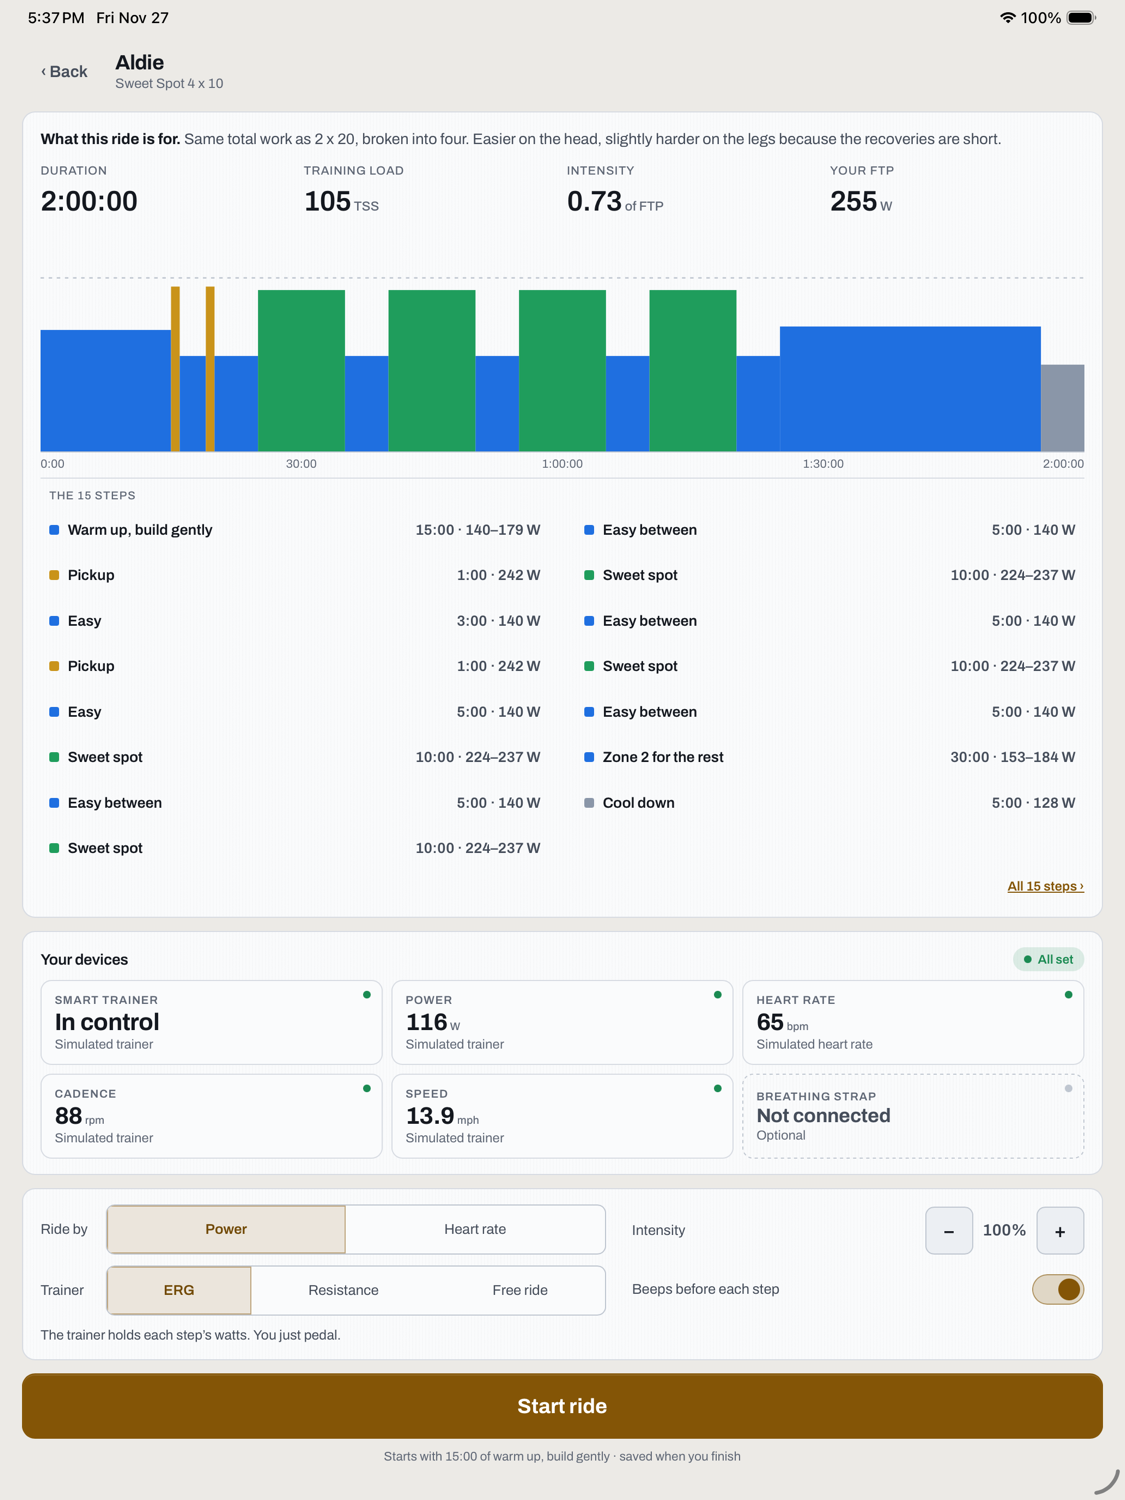 5:37 PM Fri Nov 27 100%
‹ Back
Aldie
Sweet Spot 4 x 10
What this ride is for. Same total work as 2 x 20, broken into four. Easier on the head, slightly harder on the legs because the recoveries are short.
DURATION TRAINING LOAD INTENSITY YOUR FTP
2:00:00 105 TSS 0.73 of FTP 255 W
0:00 30:00 1:00:00 1:30:00 2:00:00
THE 15 STEPS
Warm up, build gently 15:00 · 140–179 W
Pickup 1:00 · 242 W
Easy 3:00 · 140 W
Pickup 1:00 · 242 W
Easy 5:00 · 140 W
Sweet spot 10:00 · 224–237 W
Easy between 5:00 · 140 W
Sweet spot 10:00 · 224–237 W
Easy between 5:00 · 140 W
Sweet spot 10:00 · 224–237 W
Easy between 5:00 · 140 W
Sweet spot 10:00 · 224–237 W
Easy between 5:00 · 140 W
Zone 2 for the rest 30:00 · 153–184 W
Cool down 5:00 · 128 W
All 15 steps ›
Your devices All set
SMART TRAINER
In control
Simulated trainer
POWER
116 W
Simulated trainer
HEART RATE
65 bpm
Simulated heart rate
CADENCE
88 rpm
Simulated trainer
SPEED
13.9 mph
Simulated trainer
BREATHING STRAP
Not connected
Optional
Ride by Power Heart rate
Intensity − 100% +
Trainer ERG Resistance Free ride
Beeps before each step
The trainer holds each step's watts. You just pedal.
Start ride
Starts with 15:00 of warm up, build gently · saved when you finish